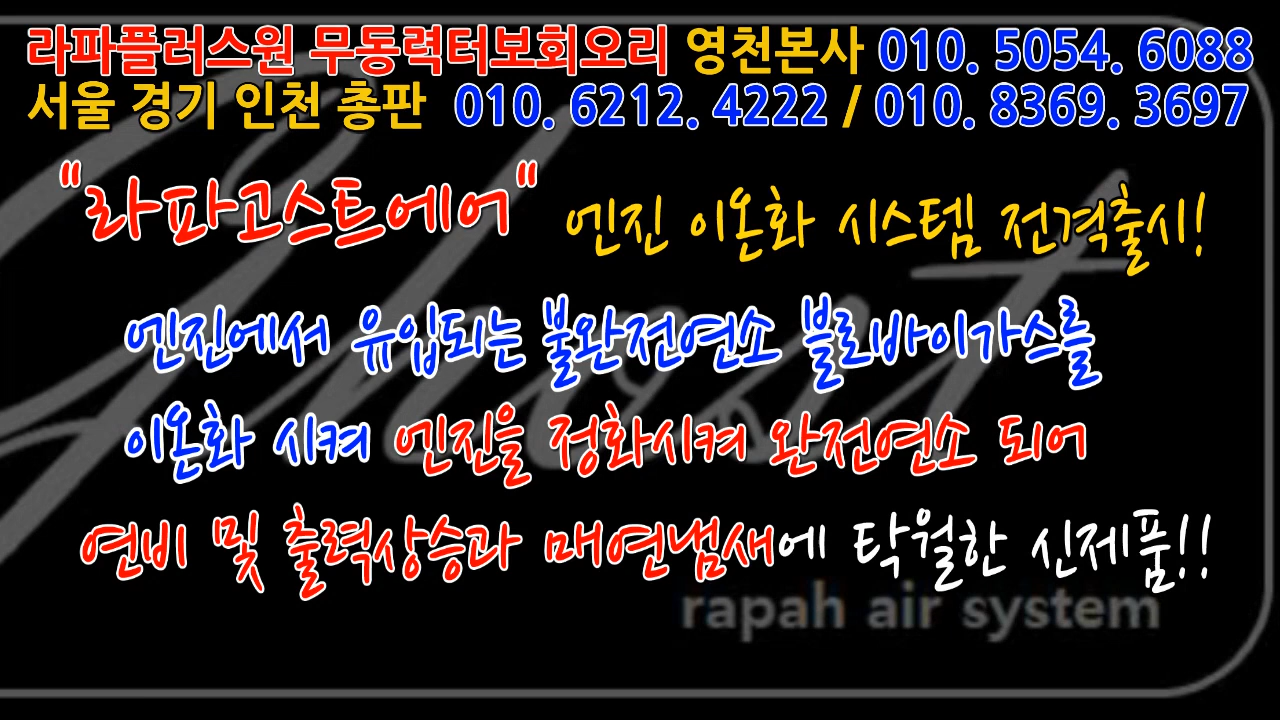 라파플러스원 무동력터보회오리 영천본사 010. 5054. 6088
서울 경기 인천 총판 010. 6212. 4222 / 010. 8369. 3697
"라파고스트에어" 엔진 이온화 시스템 전격출시!
엔진에서 유입되는 불완전연소 블로바이가스를
이온화 시켜 엔진을 정화시켜 완전연소 되어
연비 및 출력상승과 매연냄새에 탁월한 신제품!!
Ghost
rapah air system